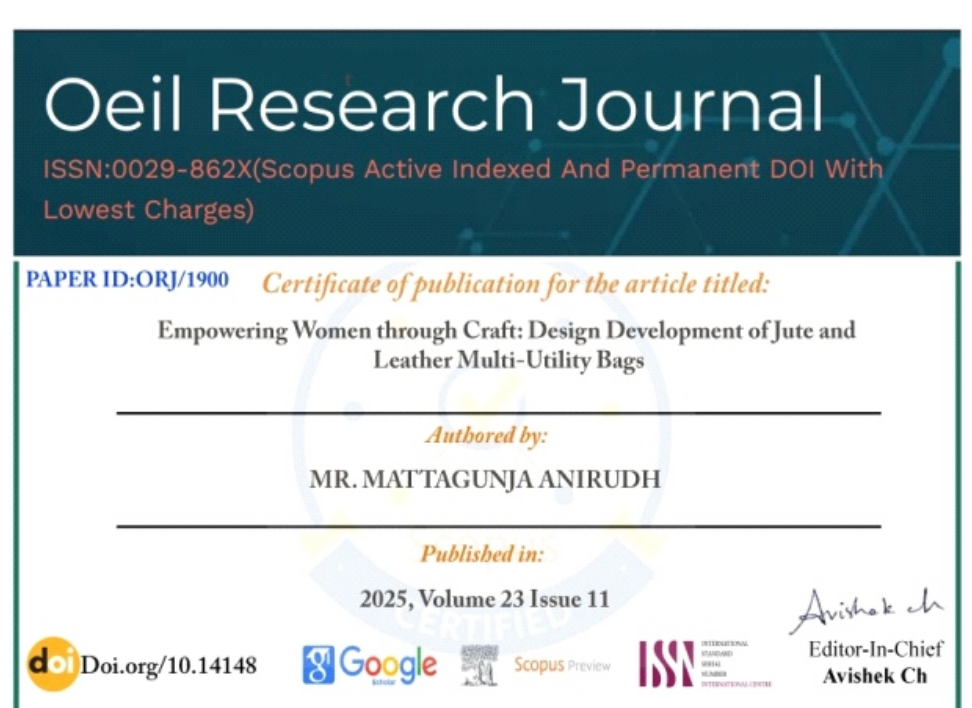 Oeil Research Journal
ISSN:0029-862X(Scopus Active Indexed And Permanent DOI With
Lowest Charges)
PAPER ID:ORJ/1900
Certificate of publication for the article titled:
Empowering Women through Craft: Design Development of Jute and
Leather Multi-Utility Bags
Authored by:
MR. MATTAGUNJA ANIRUDH
Published in:
2025, Volume 23 Issue 11
CERTIFIED
Avishek ch
Editor-In-Chief
Avishek Ch
doi Doi.org/10.14148
Google
Scholar
Scopus Preview
ISSN
INTERNATIONAL
STANDARD
SERIAL
NUMBER
INTERNATIONAL CENTRE